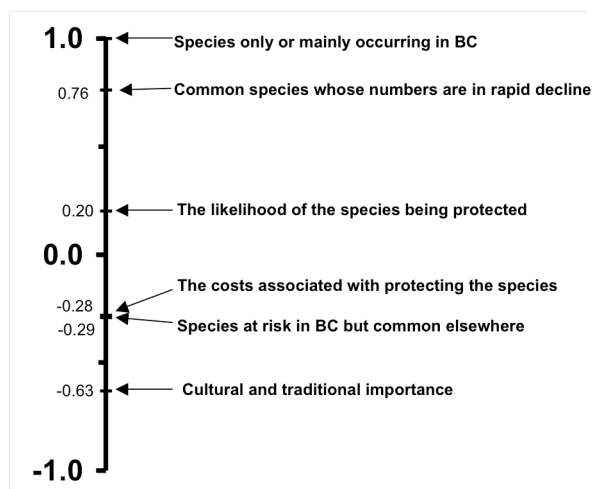 1.0 Species only or mainly occurring in BC
0.76 Common species whose numbers are in rapid decline
0.20 The likelihood of the species being protected
0.0
The costs associated with protecting the species
-0.28
-0.29 Species at risk in BC but common elsewhere
-0.63 Cultural and traditional importance
-1.0